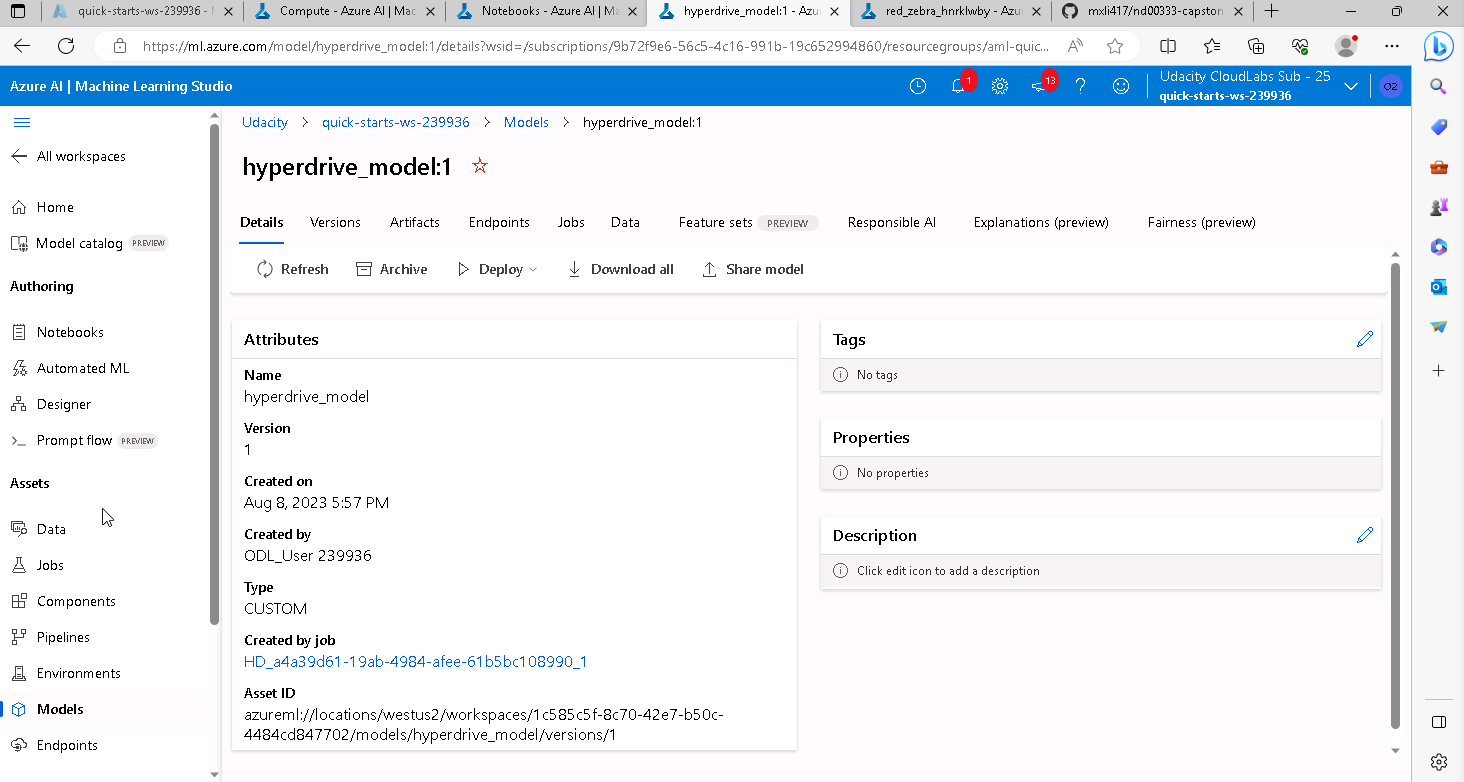 quick-starts-ws-239936 -
Compute - Azure AI | Mac
Notebooks - Azure AI | Ma
hyperdrive_model:1 - Azu
red_zebra_hnrklwby - Azu
mxli417/nd00333-capston
https://ml.azure.com/model/hyperdrive_model:1/details?wsid=/subscriptions/9b72f9e6-56c5-4c16-991b-19c652994860/resourcegroups/aml-quic...
Azure AI | Machine Learning Studio
1
13
Udacity CloudLabs Sub - 25
quick-starts-ws-239936
O2
All workspaces
Home
Model catalog PREVIEW
Authoring
Notebooks
Automated ML
Designer
Prompt flow PREVIEW
Assets
Data
Jobs
Components
Pipelines
Environments
Models
Endpoints
Udacity > quick-starts-ws-239936 > Models > hyperdrive_model:1
hyperdrive_model:1
Details Versions Artifacts Endpoints Jobs Data Feature sets PREVIEW Responsible AI Explanations (preview) Fairness (preview)
Refresh Archive Deploy Download all Share model
Attributes
Name
hyperdrive_model
Version
1
Created on
Aug 8, 2023 5:57 PM
Created by
ODL_User 239936
Type
CUSTOM
Created by job
HD_a4a39d61-19ab-4984-afee-61b5bc108990_1
Asset ID
azureml://locations/westus2/workspaces/1c585c5f-8c70-42e7-b50c-
4484cd847702/models/hyperdrive_model/versions/1
Tags
No tags
Properties
No properties
Description
Click edit icon to add a description